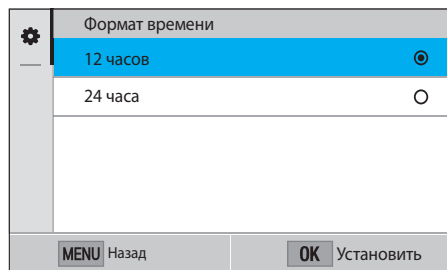 Формат времени
12 часов
24 часа
MENU Назад
OK Установить